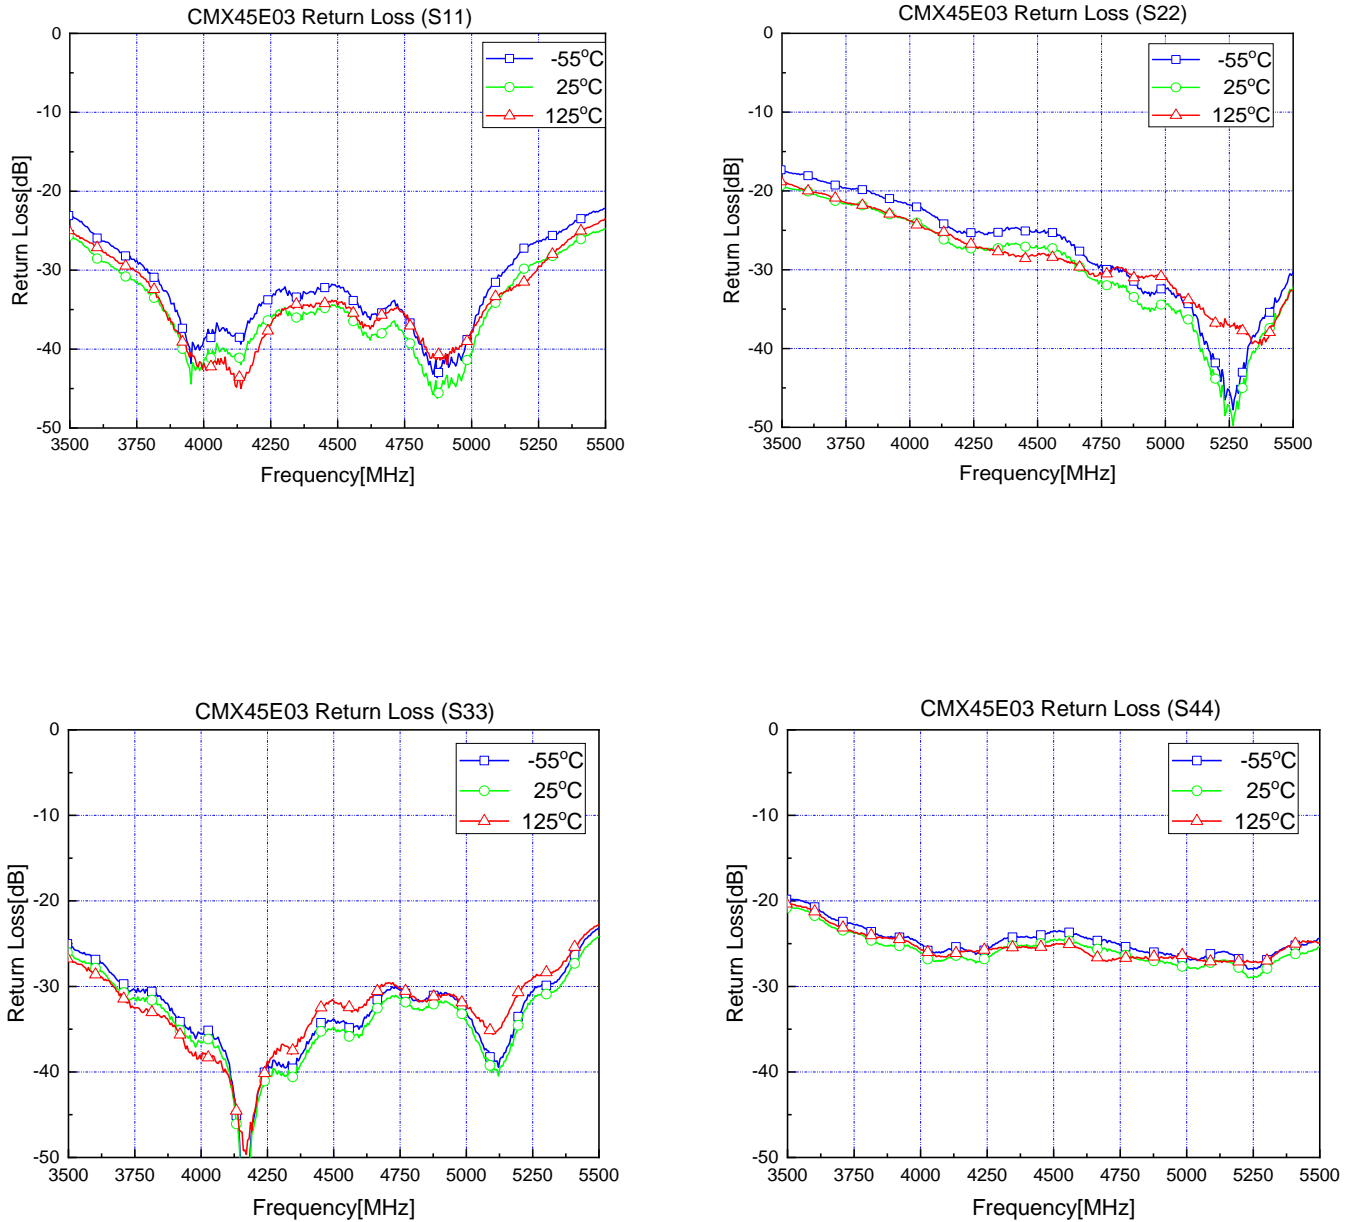 CMX45E03 Return Loss (S11)
0
-10
-20
-30
-40
-50
Return Loss[dB]
-55°C
25°C
125°C
3500 3750 4000 4250 4500 4750 5000 5250 5500
Frequency[MHz]
CMX45E03 Return Loss (S22)
0
-10
-20
-30
-40
-50
Return Loss[dB]
-55°C
25°C
125°C
3500 3750 4000 4250 4500 4750 5000 5250 5500
Frequency[MHz]
CMX45E03 Return Loss (S33)
0
-10
-20
-30
-40
-50
Return Loss[dB]
-55°C
25°C
125°C
3500 3750 4000 4250 4500 4750 5000 5250 5500
Frequency[MHz]
CMX45E03 Return Loss (S44)
0
-10
-20
-30
-40
-50
Return Loss[dB]
-55°C
25°C
125°C
3500 3750 4000 4250 4500 4750 5000 5250 5500
Frequency[MHz]